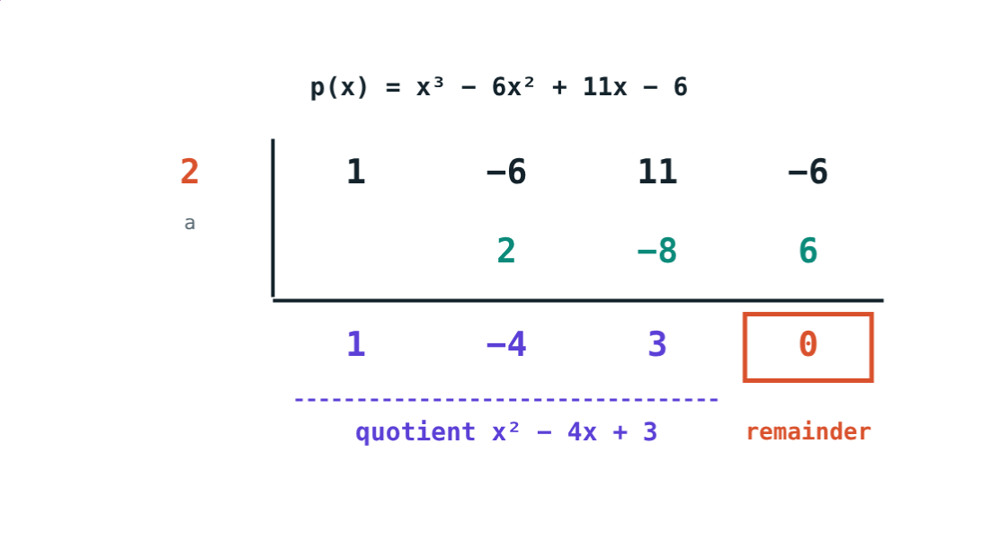 p(x) = x³ − 6x² + 11x − 6
2 1 −6 11 −6
a
2 −8 6
1 −4 3 0
quotient x² − 4x + 3 remainder